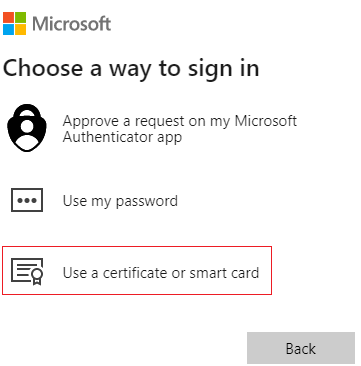 Microsoft
Choose a way to sign in
Approve a request on my Microsoft
Authenticator app
Use my password
Use a certificate or smart card
Back